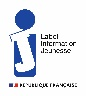 Label
Information
Jeunesse
RÉPUBLIQUE FRANÇAISE